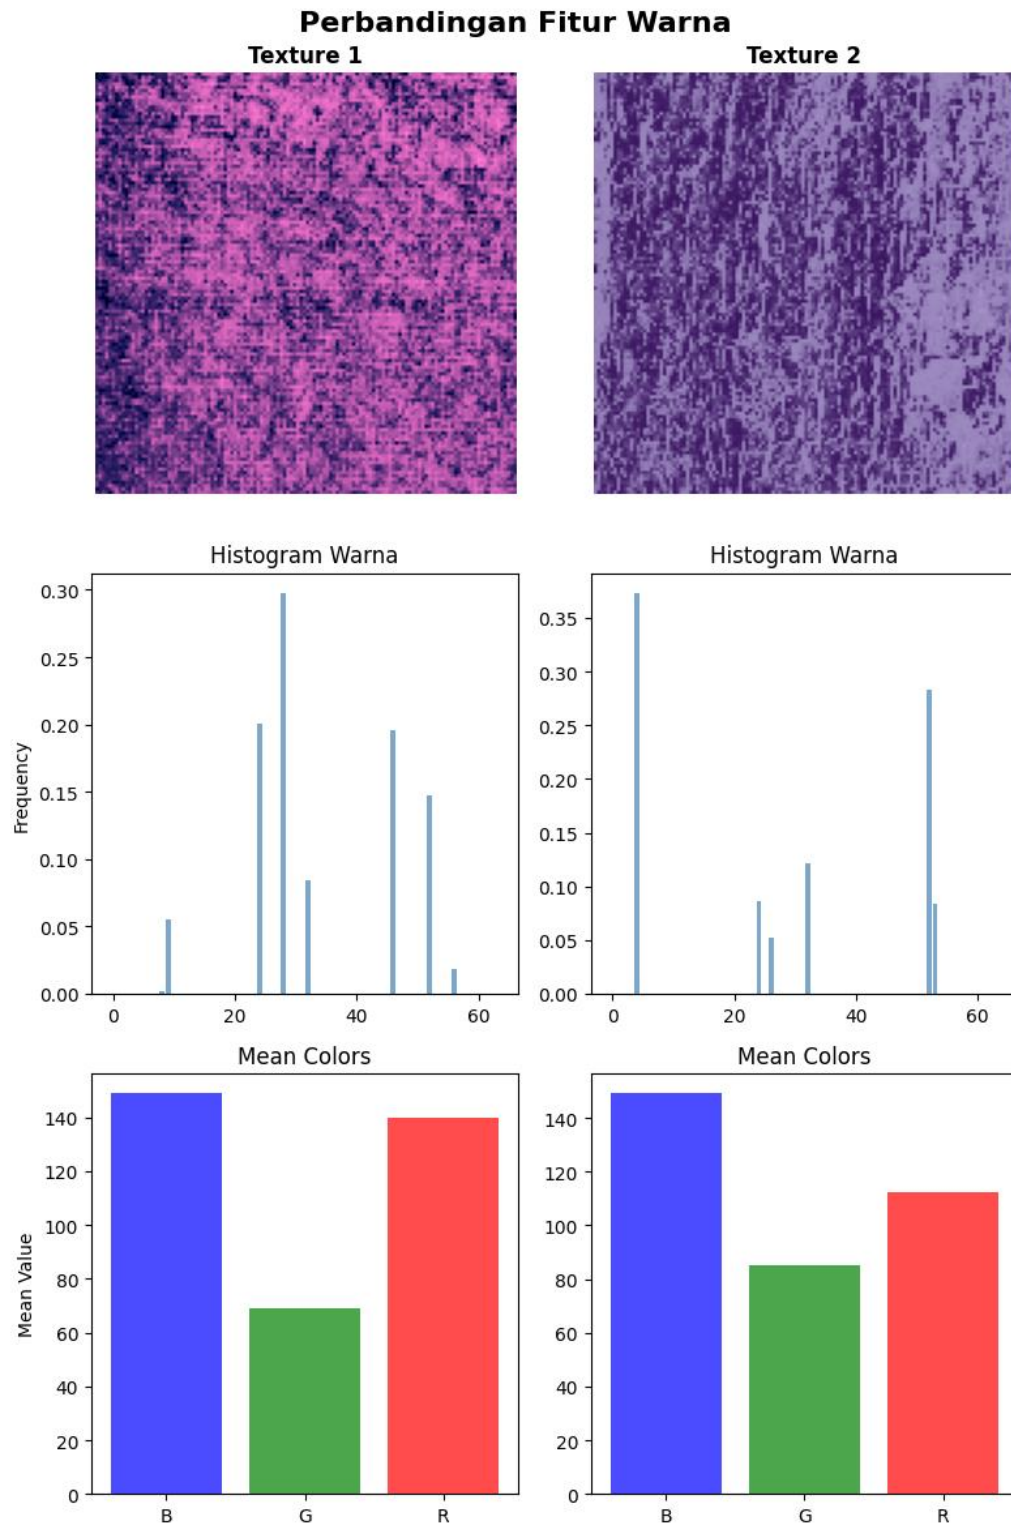 Perbandingan Fitur Warna
Texture 1
Texture 2
Histogram Warna
Frequency
0.30
0.25
0.20
0.15
0.10
0.05
0.00
0 20 40 60
Histogram Warna
0.35
0.30
0.25
0.20
0.15
0.10
0.05
0.00
0 20 40 60
Mean Colors
Mean Value
140
120
100
80
60
40
20
0
B G R
Mean Colors
140
120
100
80
60
40
20
0
B G R